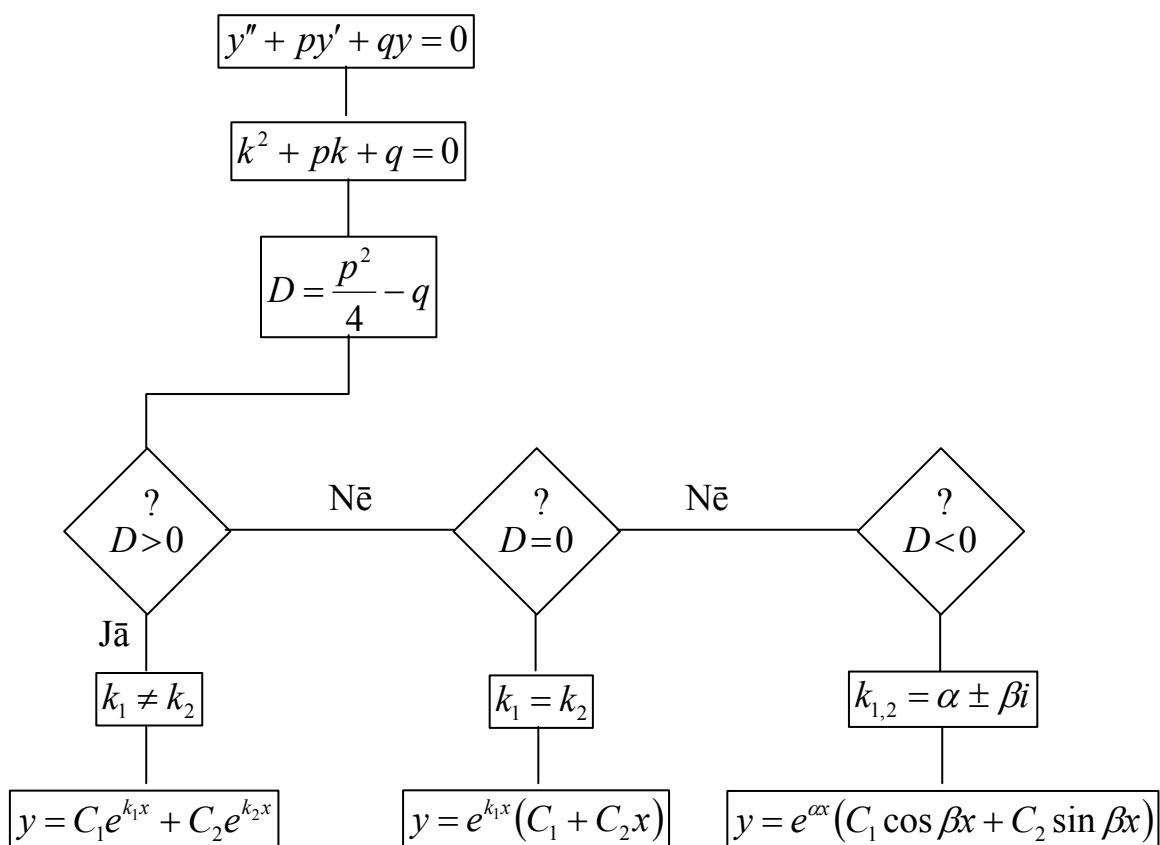 y″ + py′ + qy = 0
k² + pk + q = 0
D = p²/4 − q
?
D>0
Nē
?
D=0
Nē
?
D<0
Jā
k₁ ≠ k₂
k₁ = k₂
k₁,₂ = α ± βi
y = C₁e^{k₁x} + C₂e^{k₂x}
y = e^{k₁x}(C₁ + C₂x)
y = e^{αx}(C₁ cos βx + C₂ sin βx)